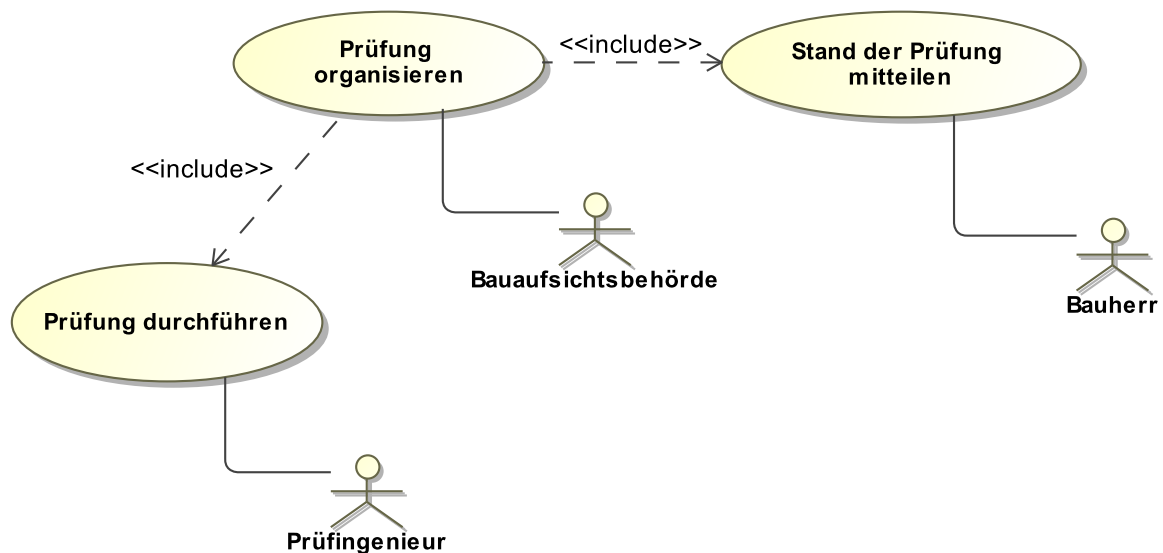 Prüfung
organisieren
<<include>>
Stand der Prüfung
mitteilen
<<include>>
Bauaufsichtsbehörde
Bauherr
Prüfung durchführen
Prüfingenieur